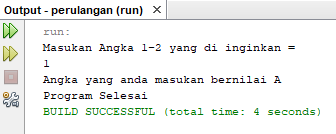 Output - perulangan (run) ×
run:
Masukan Angka 1-2 yang di inginkan =
1
Angka yang anda masukan bernilai A
Program Selesai
BUILD SUCCESSFUL (total time: 4 seconds)